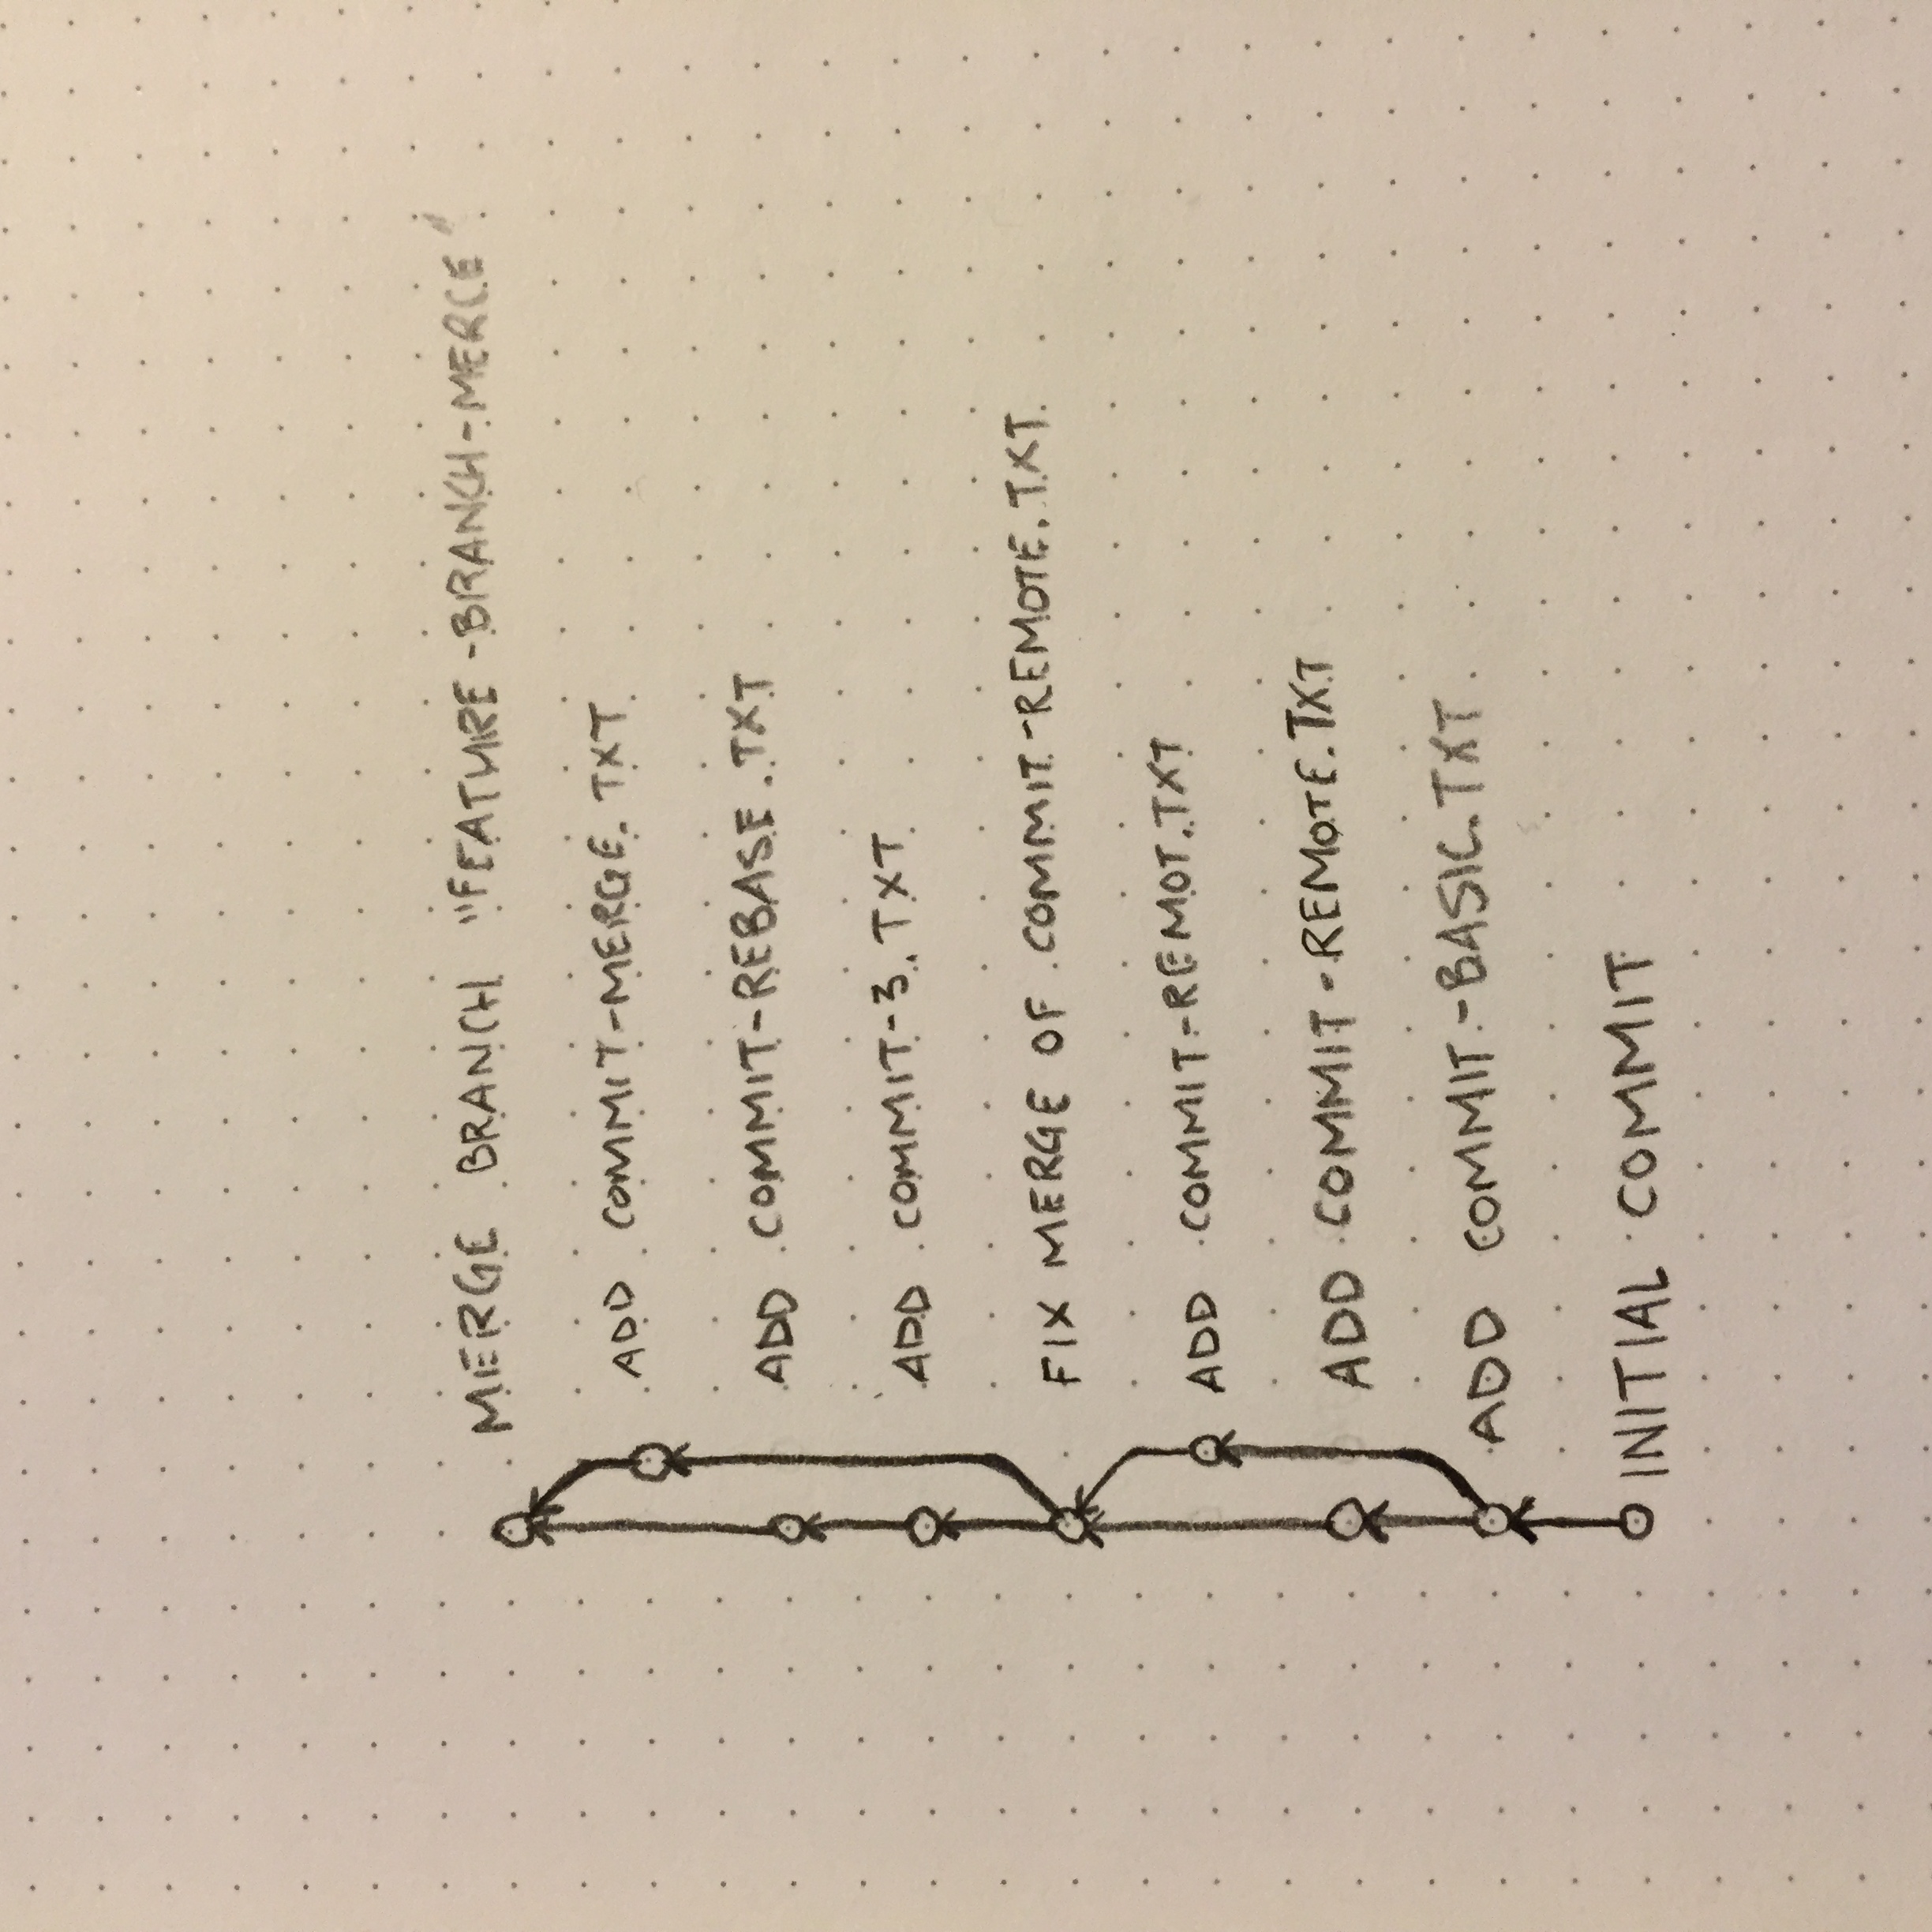 MERGE BRANCH "FEATURE-BRANCH-MERGE"
ADD COMMIT-MERGE.TXT
ADD COMMIT-REBASE.TXT
ADD COMMIT-3.TXT
FIX MERGE OF COMMIT-REMOTE.TXT
ADD COMMIT-REMOT.TXT
ADD COMMIT-REMOTE.TXT
ADD COMMIT-BASIC.TXT
INITIAL COMMIT